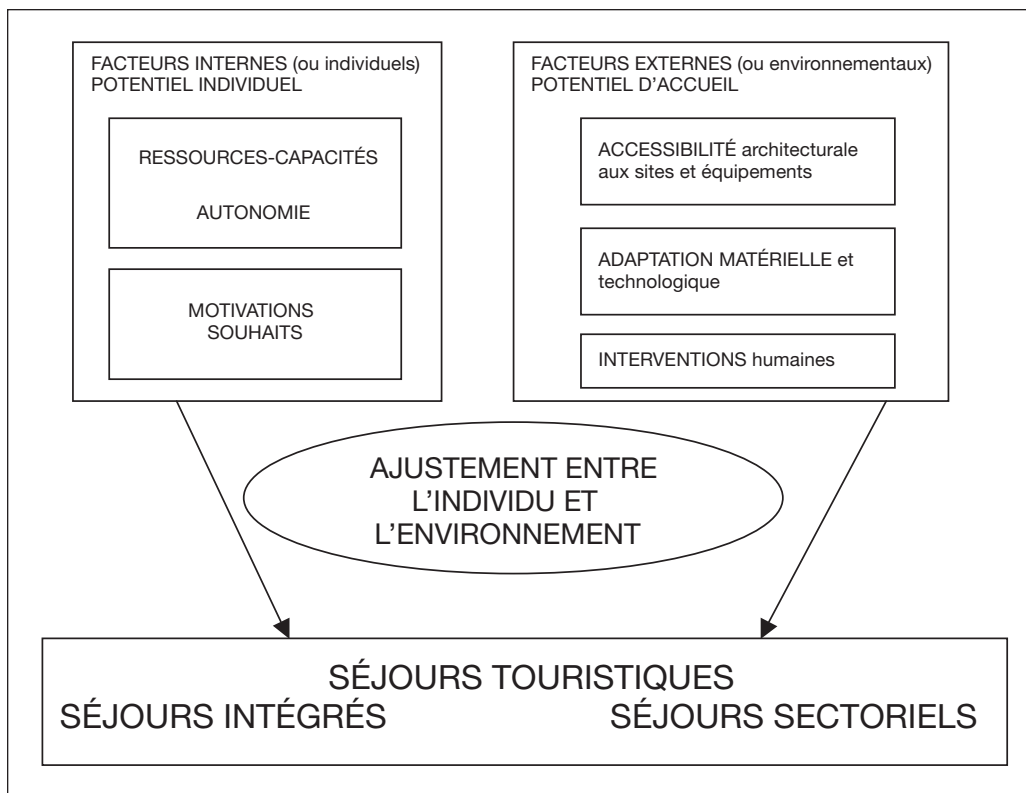 FACTEURS INTERNES (ou individuels)
POTENTIEL INDIVIDUEL
RESSOURCES-CAPACITÉS
AUTONOMIE
MOTIVATIONS
SOUHAITS
FACTEURS EXTERNES (ou environnementaux)
POTENTIEL D’ACCUEIL
ACCESSIBILITÉ architecturale
aux sites et équipements
ADAPTATION MATÉRIELLE et
technologique
INTERVENTIONS humaines
AJUSTEMENT ENTRE
L’INDIVIDU ET
L’ENVIRONNEMENT
SÉJOURS TOURISTIQUES
SÉJOURS INTÉGRÉS SÉJOURS SECTORIELS